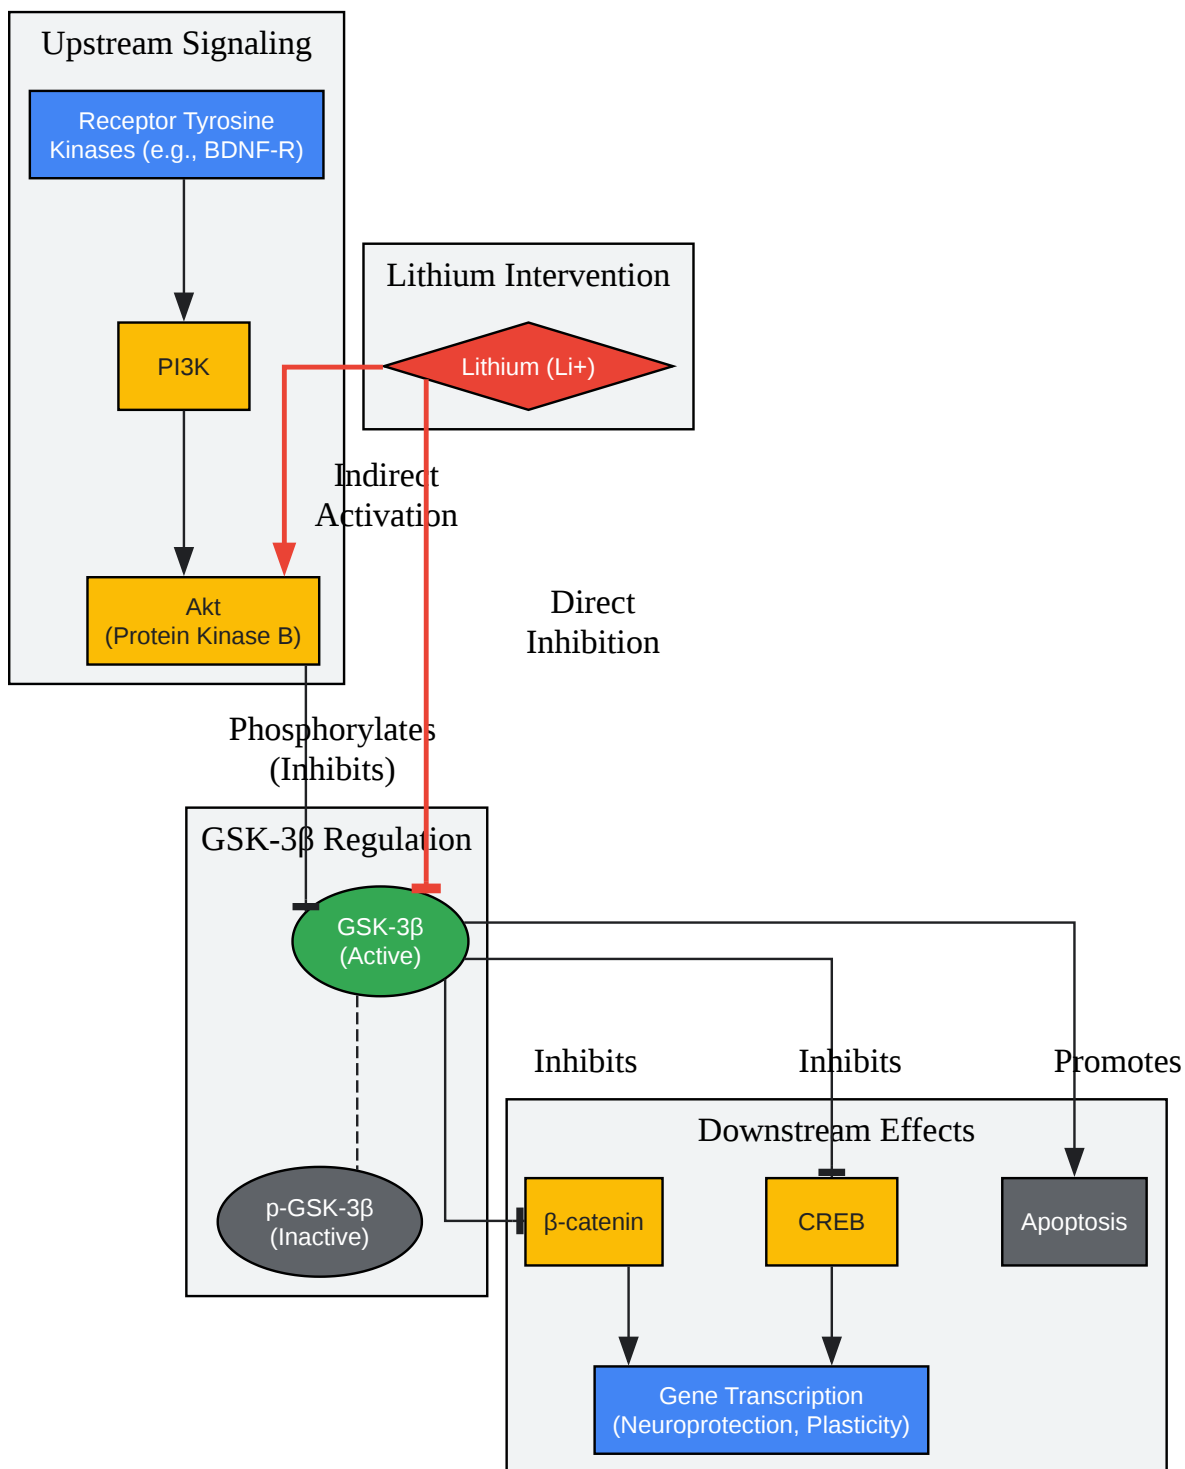 Upstream Signaling
Receptor Tyrosine
Kinases (e.g., BDNF-R)
Lithium Intervention
PI3K
Lithium (Li+)
Indirect
Activation
Direct
Inhibition
Akt
(Protein Kinase B)
Phosphorylates
(Inhibits)
GSK-3β Regulation
GSK-3β
(Active)
Inhibits
Inhibits
Promotes
Downstream Effects
p-GSK-3β
(Inactive)
β-catenin
CREB
Apoptosis
Gene Transcription
(Neuroprotection, Plasticity)